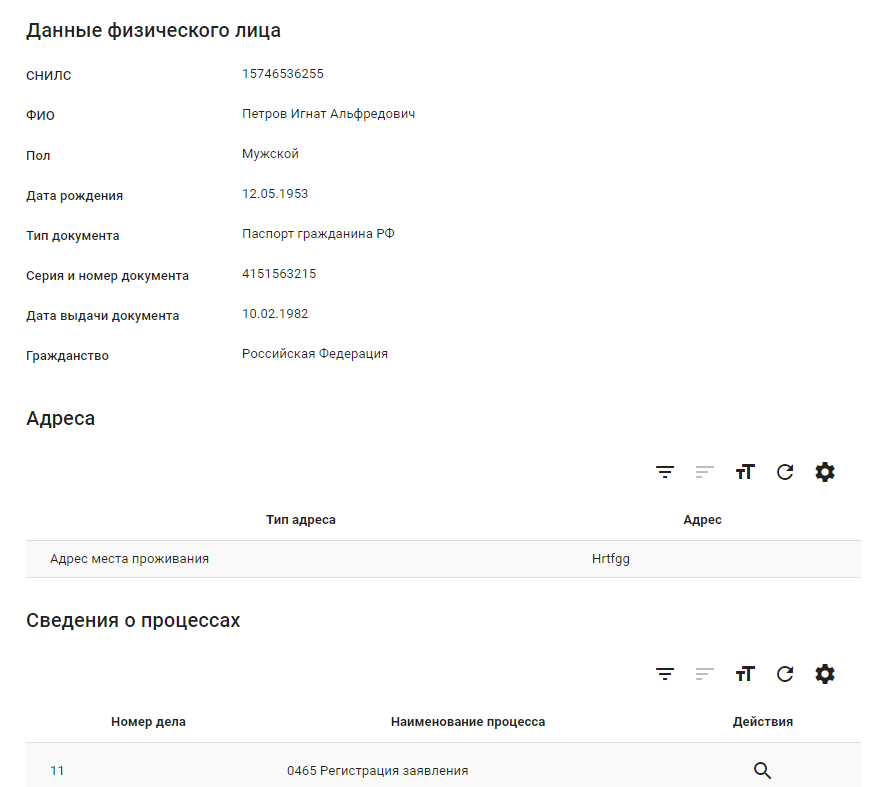 Данные физического лица
СНИЛС 15746536255
ФИО Петров Игнат Альфредович
Пол Мужской
Дата рождения 12.05.1953
Тип документа Паспорт гражданина РФ
Серия и номер документа 4151563215
Дата выдачи документа 10.02.1982
Гражданство Российская Федерация
Адреса
Тип адреса Адрес
Адрес места проживания Hrtfgg
Сведения о процессах
Номер дела Наименование процесса Действия
11 0465 Регистрация заявления